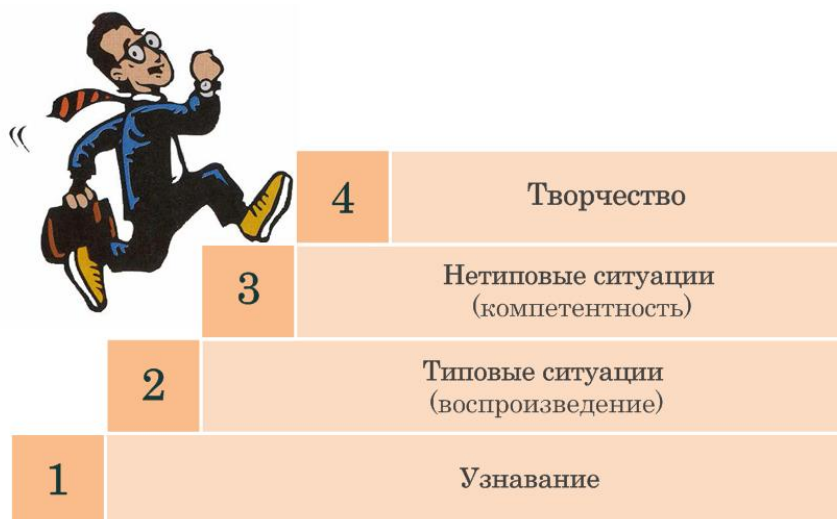 4
Творчество
3
Нетиповые ситуации
(компетентность)
2
Типовые ситуации
(воспроизведение)
1
Узнавание